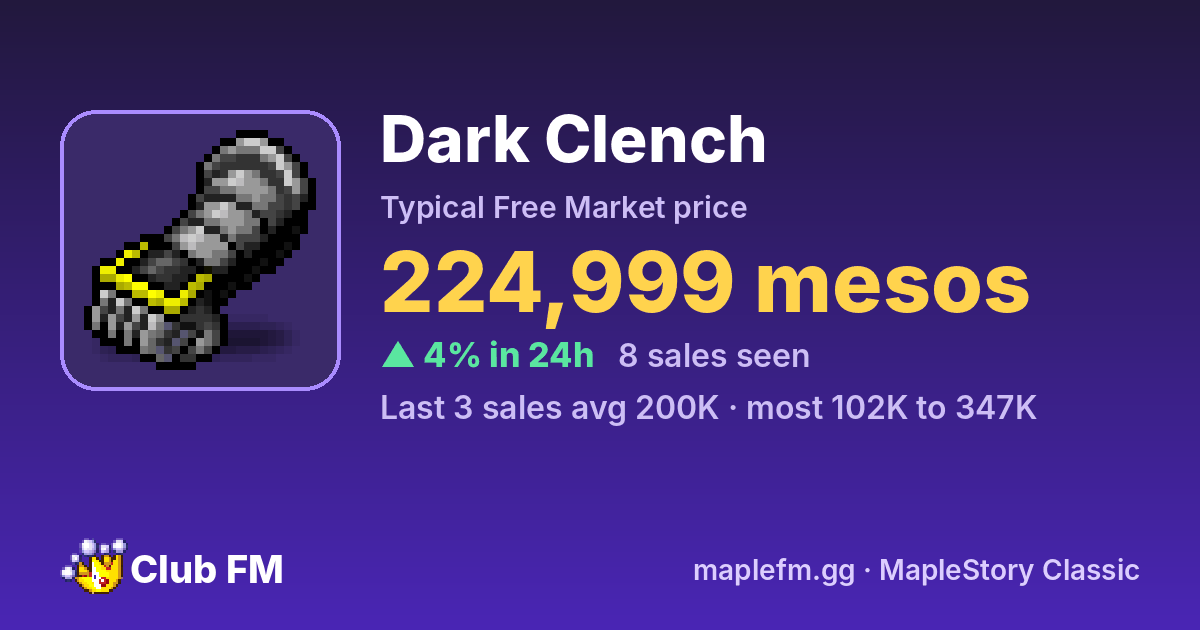 Dark Clench
Typical Free Market price
224,999 mesos
▲ 4% in 24h 8 sales seen
Last 3 sales avg 200K · most 102K to 347K
Club FM
maplefm.gg · MapleStory Classic